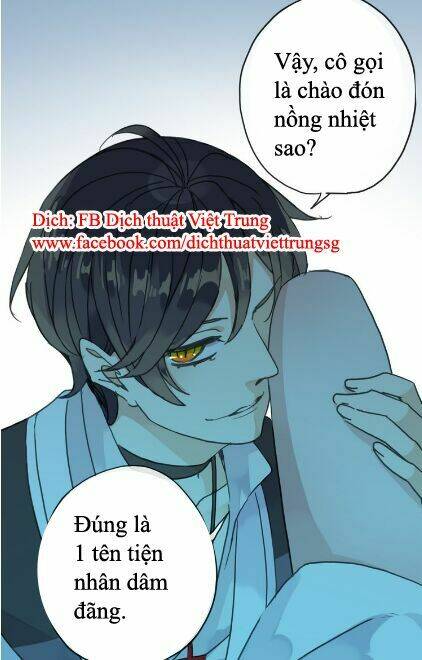 Vậy, cô gọi
là chào đón
nồng nhiệt
sao?
Dịch: FB Dịch thuật Việt Trung
www.facebook.com/dichthuatviettrungsg
Đúng là
1 tên tiện
nhân dâm
đãng.